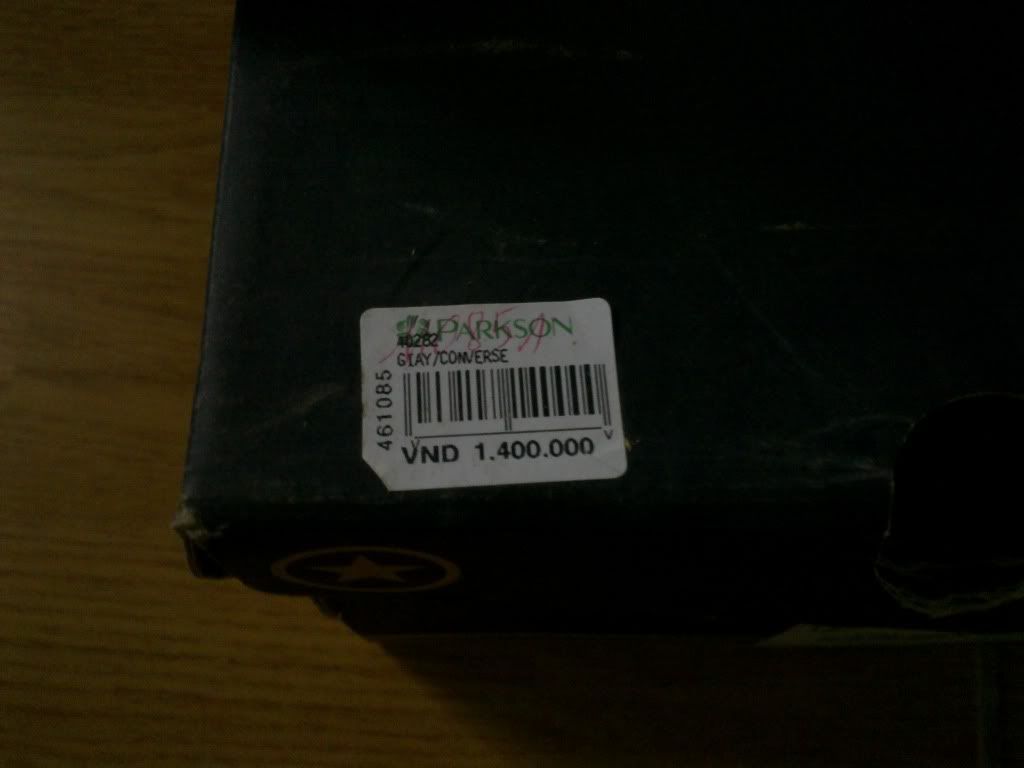 PARKSON
40282
GIAY/CONVERSE
461085
VND 1.400.000